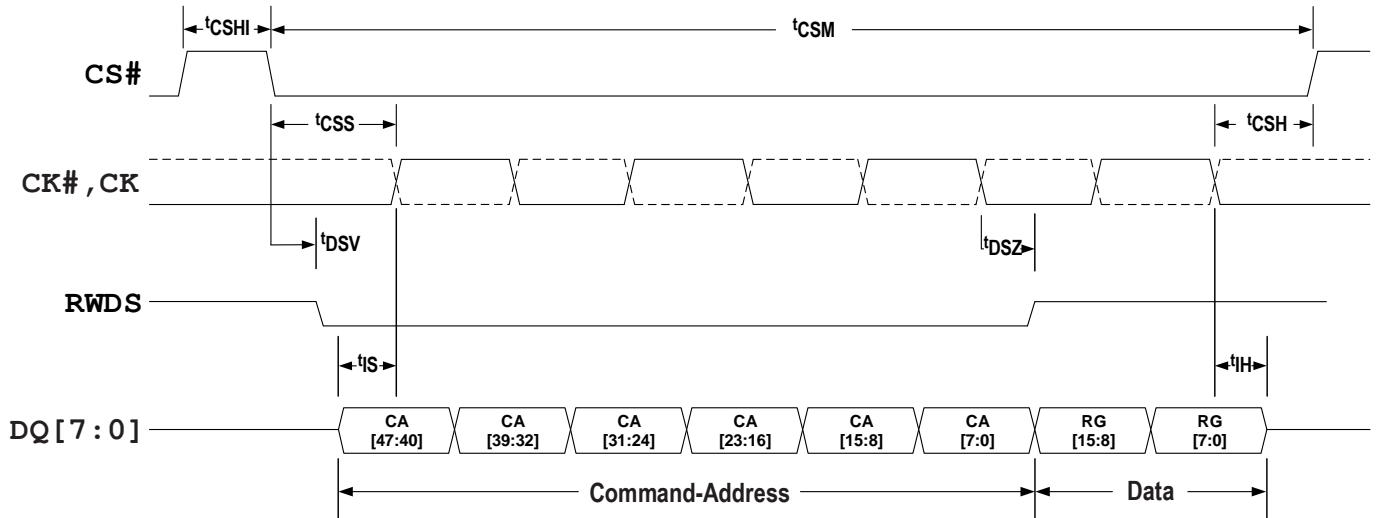 tCSHI
tCSM
CS#
tCSS
tCSH
CK#,CK
tDSV
tDSZ
RWDS
tIS
tIH
DQ[7:0]
CA
[47:40]
CA
[39:32]
CA
[31:24]
CA
[23:16]
CA
[15:8]
CA
[7:0]
RG
[15:8]
RG
[7:0]
Command-Address
Data